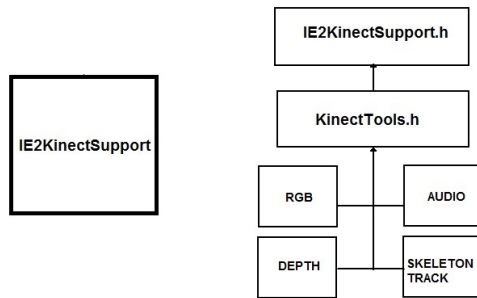 IE2KinectSupport
IE2KinectSupport.h
KinectTools.h
RGB
AUDIO
DEPTH
SKELETON
TRACK